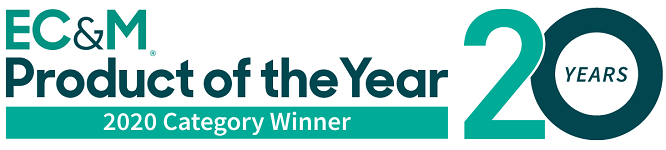 EC&M®
Product of the Year
2020 Category Winner
20
YEARS